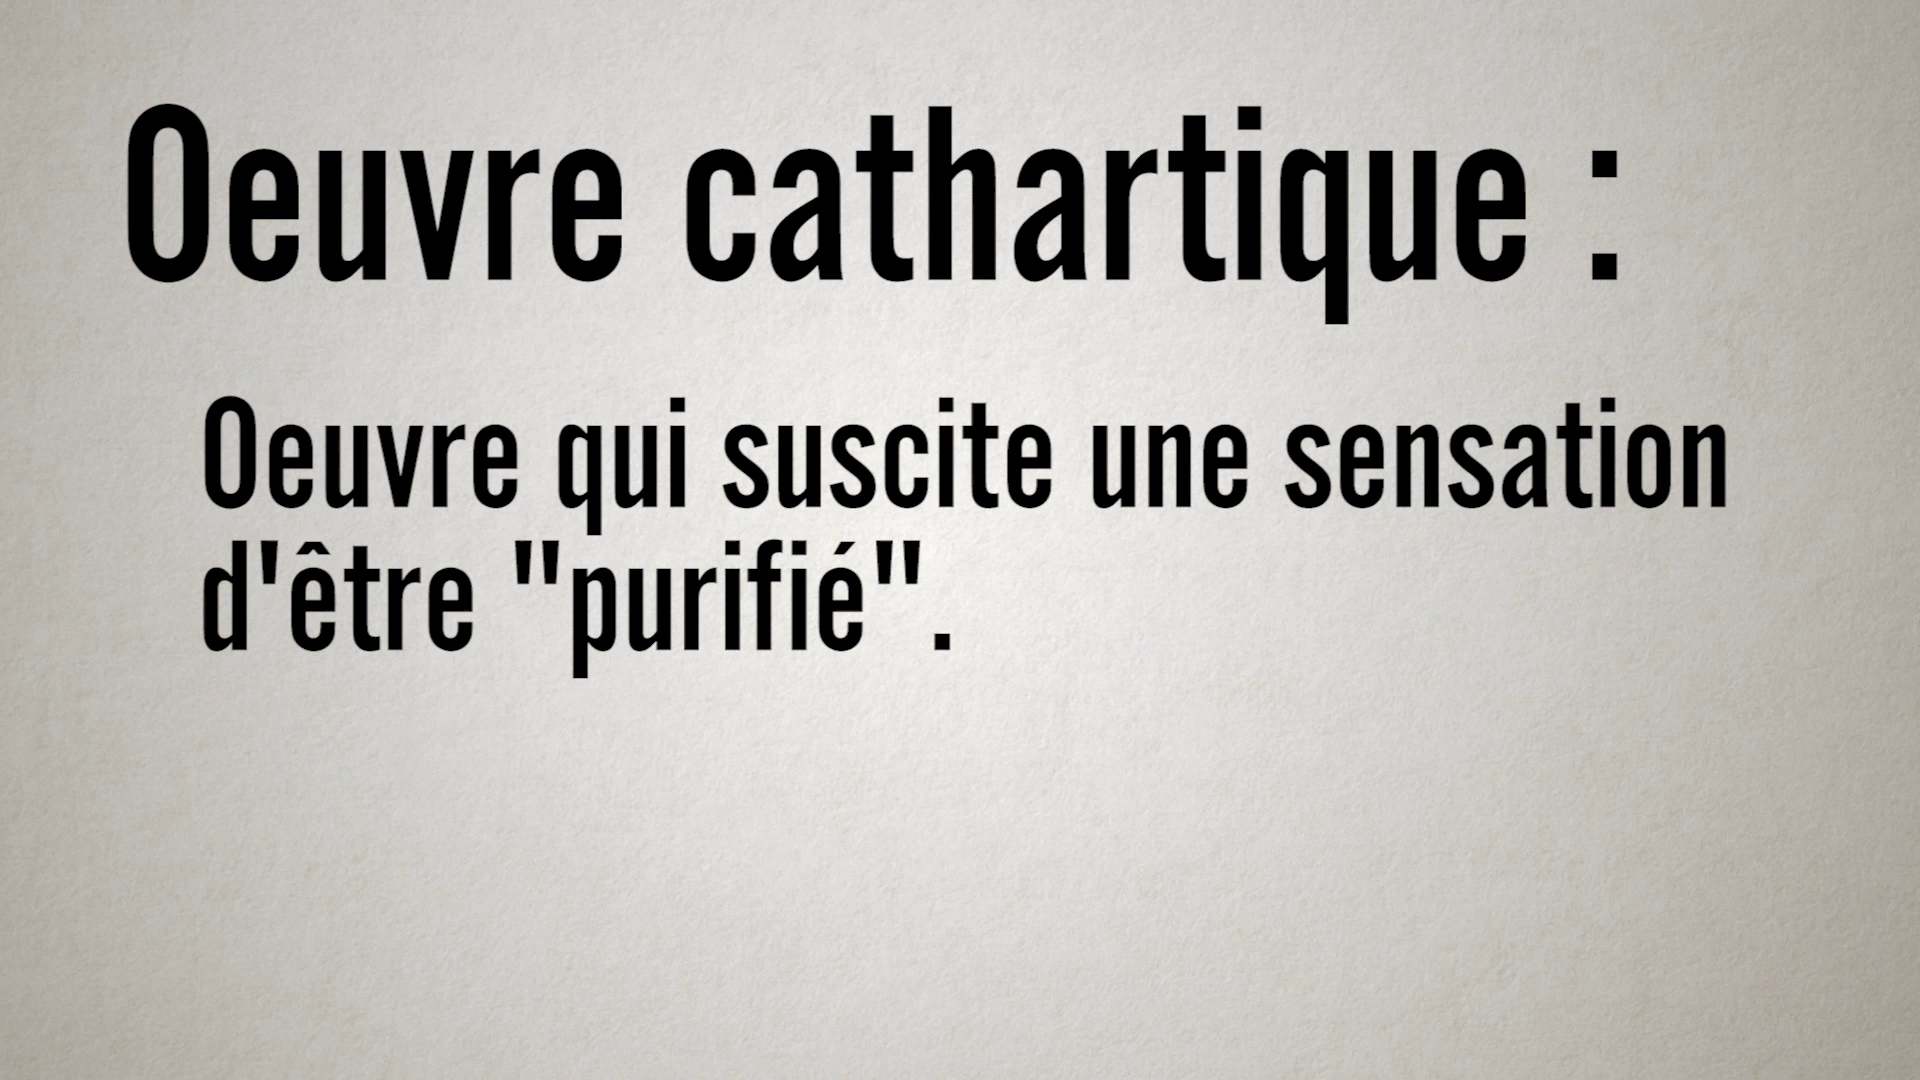 Oeuvre cathartique :
Oeuvre qui suscite une sensation
d'être "purifié".